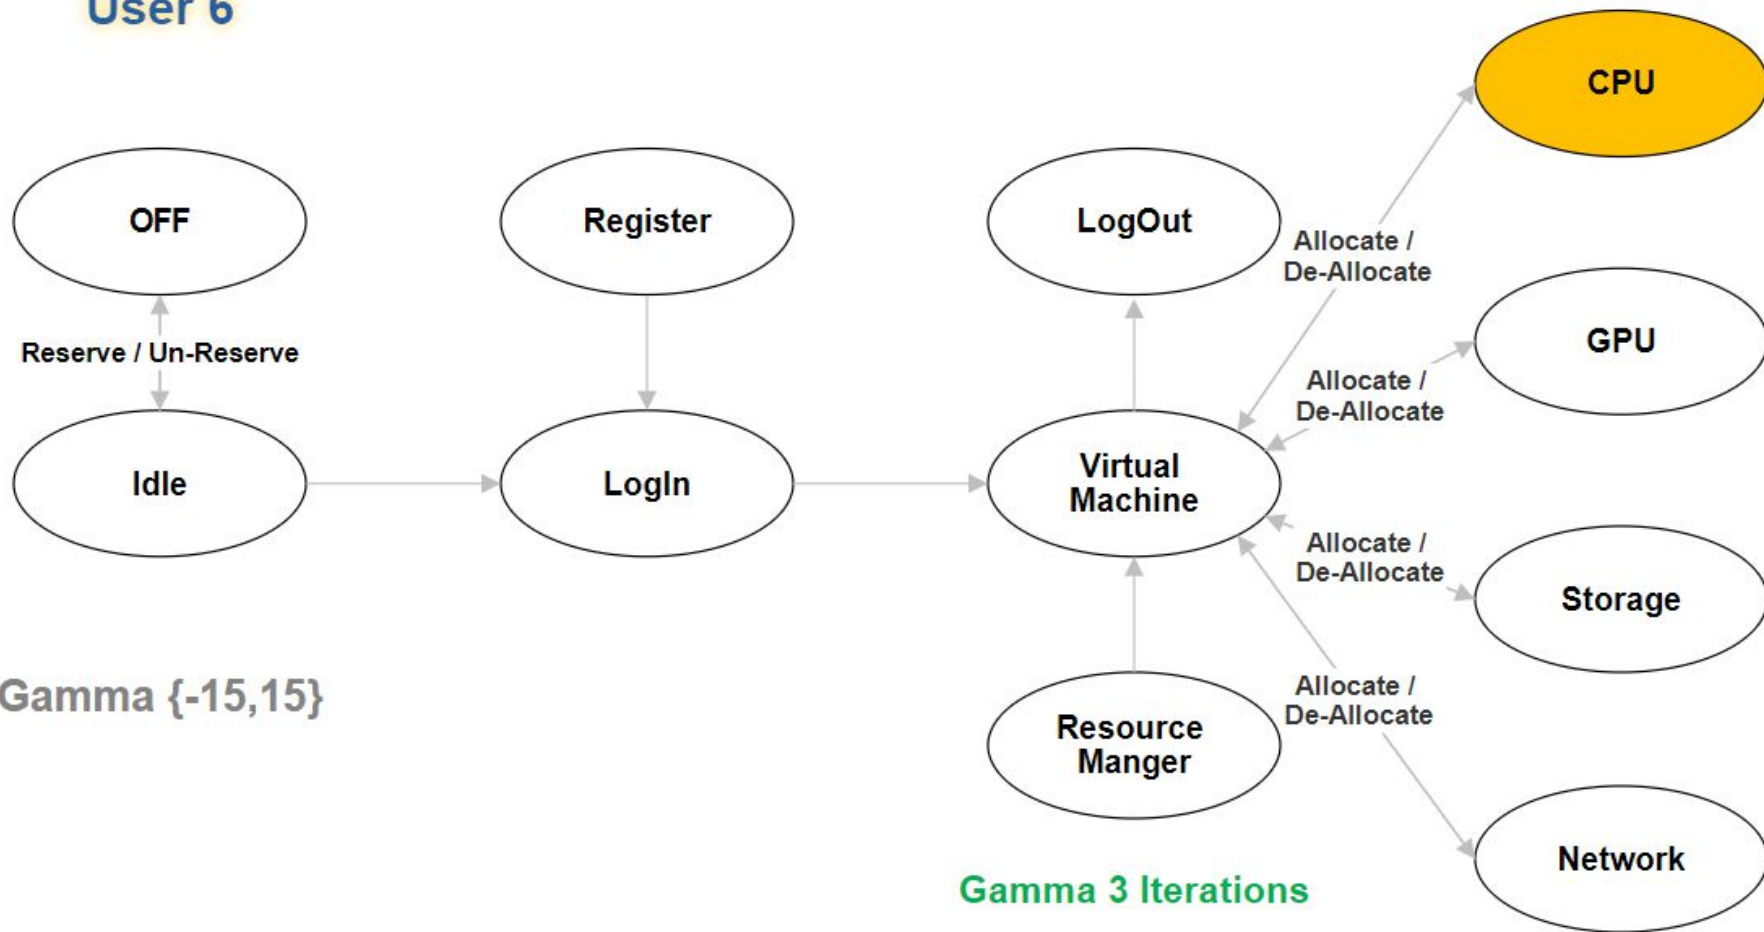 User 6
CPU
OFF
Register
LogOut
Allocate /
De-Allocate
GPU
Reserve / Un-Reserve
Allocate /
De-Allocate
Idle
LogIn
Virtual
Machine
Allocate /
De-Allocate
Storage
Gamma {-15,15}
Allocate /
De-Allocate
Resource
Manger
Network
Gamma 3 Iterations